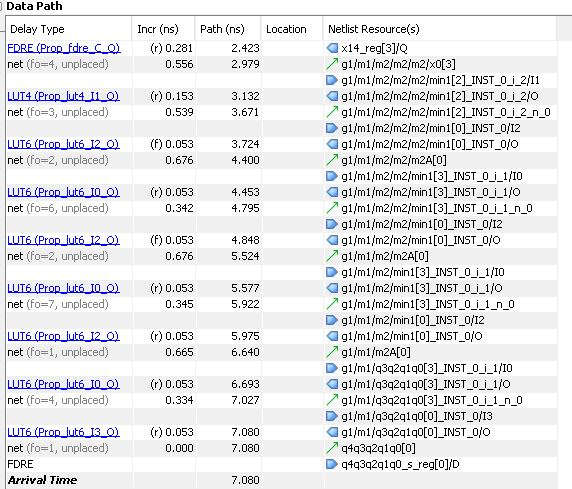 Data Path
Delay Type Incr (ns) Path (ns) Location Netlist Resource(s)
FDRE (Prop_fdre_C_Q) (r) 0.281 2.423 x14_reg[3]/Q
net (fo=4, unplaced) 0.556 2.979 g1/m1/m2/m2/m2/x0[3]
g1/m1/m2/m2/m2/min1[2]_INST_0_i_2/I1
LUT4 (Prop_lut4_I1_O) (r) 0.153 3.132 g1/m1/m2/m2/m2/min1[2]_INST_0_i_2/O
net (fo=3, unplaced) 0.539 3.671 g1/m1/m2/m2/m2/min1[2]_INST_0_i_2_n_0
g1/m1/m2/m2/m2/min1[0]_INST_0/I2
LUT6 (Prop_lut6_I2_O) (f) 0.053 3.724 g1/m1/m2/m2/m2/min1[0]_INST_0/O
net (fo=2, unplaced) 0.676 4.400 g1/m1/m2/m2/m2A[0]
g1/m1/m2/m2/min1[3]_INST_0_i_1/I0
LUT6 (Prop_lut6_I0_O) (r) 0.053 4.453 g1/m1/m2/m2/min1[3]_INST_0_i_1/O
net (fo=6, unplaced) 0.342 4.795 g1/m1/m2/m2/min1[3]_INST_0_i_1_n_0
g1/m1/m2/m2/min1[0]_INST_0/I2
LUT6 (Prop_lut6_I2_O) (f) 0.053 4.848 g1/m1/m2/m2/min1[0]_INST_0/O
net (fo=2, unplaced) 0.676 5.524 g1/m1/m2/m2A[0]
g1/m1/m2/min1[3]_INST_0_i_1/I0
LUT6 (Prop_lut6_I0_O) (r) 0.053 5.577 g1/m1/m2/min1[3]_INST_0_i_1/O
net (fo=7, unplaced) 0.345 5.922 g1/m1/m2/min1[3]_INST_0_i_1_n_0
g1/m1/m2/min1[0]_INST_0/I2
LUT6 (Prop_lut6_I2_O) (r) 0.053 5.975 g1/m1/m2/min1[0]_INST_0/O
net (fo=1, unplaced) 0.665 6.640 g1/m1/m2A[0]
g1/m1/q3q2q1q0[3]_INST_0_i_1/I0
LUT6 (Prop_lut6_I0_O) (r) 0.053 6.693 g1/m1/q3q2q1q0[3]_INST_0_i_1/O
net (fo=4, unplaced) 0.334 7.027 g1/m1/q3q2q1q0[3]_INST_0_i_1_n_0
g1/m1/q3q2q1q0[0]_INST_0/I3
LUT6 (Prop_lut6_I3_O) (r) 0.053 7.080 g1/m1/q3q2q1q0[0]_INST_0/O
net (fo=1, unplaced) 0.000 7.080 q4q3q2q1q0[0]
FDRE q4q3q2q1q0_s_reg[0]/D
Arrival Time 7.080